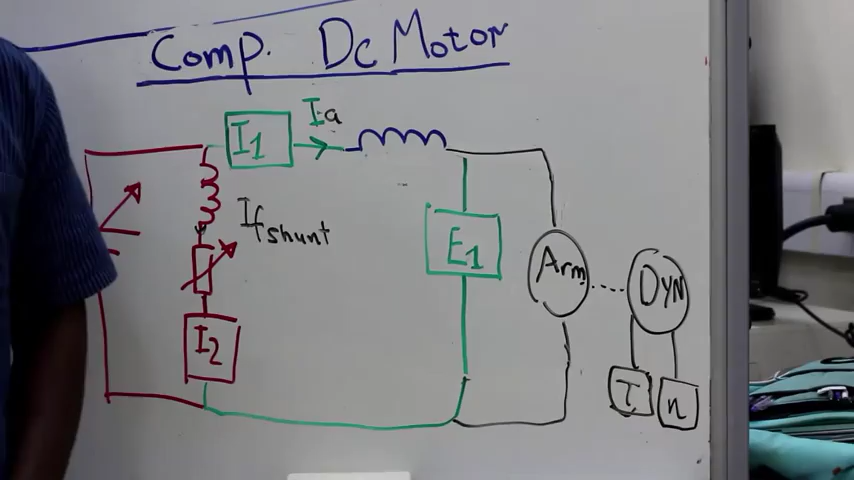 Comp. Dc Motor
I1
Ia
If shunt
E1
Arm
DYN
I2
T
n